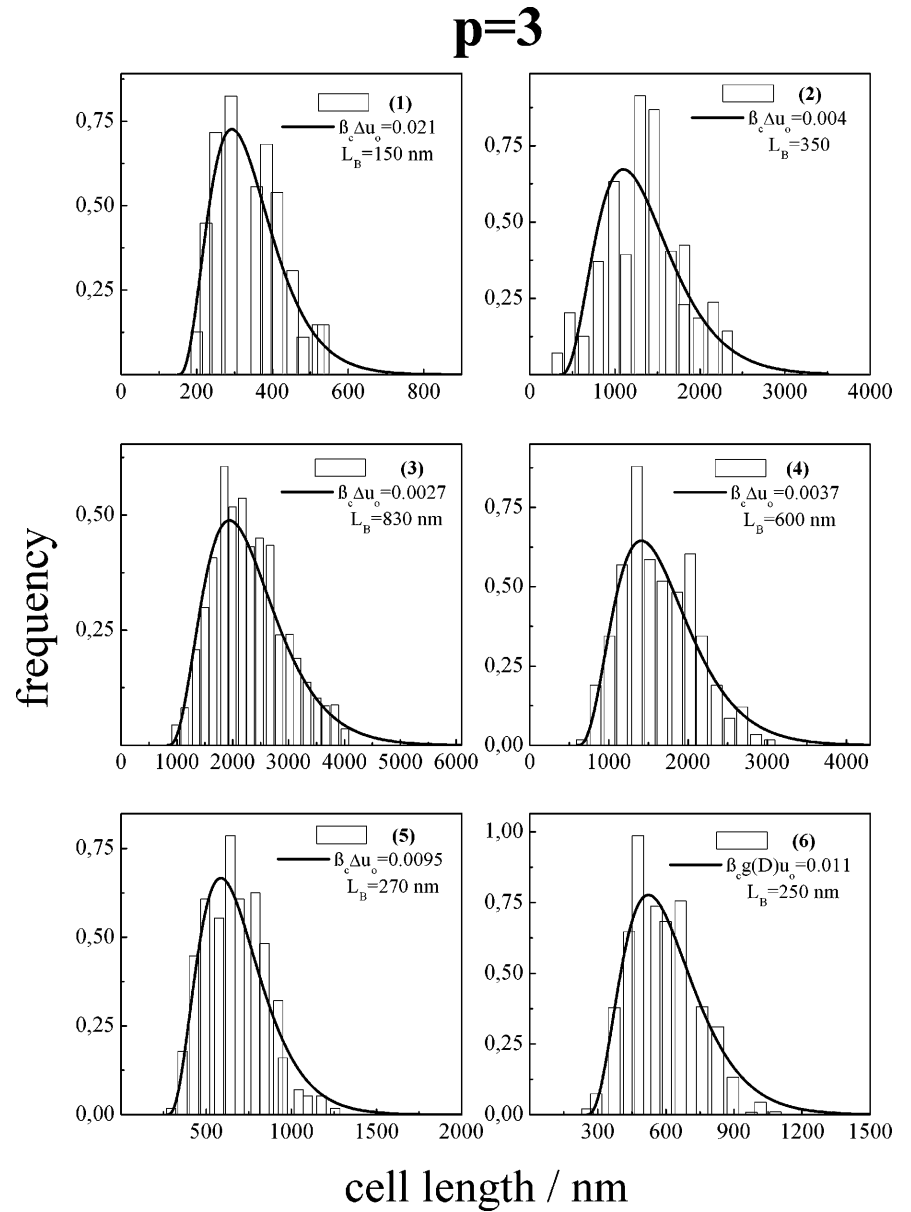 p=3
(1)
ß_cΔu_o=0.021
L_B=150 nm
0,75
0,50
0,25
0 200 400 600 800
(2)
ß_cΔu_o=0.004
L_B=350
0,75
0,50
0,25
0 1000 2000 3000 4000
(3)
ß_cΔu_o=0.0027
L_B=830 nm
0,50
0,25
0 1000 2000 3000 4000 5000 6000
(4)
ß_cΔu_o=0.0037
L_B=600 nm
0,75
0,50
0,25
0,00
0 1000 2000 3000 4000
(5)
ß_cΔu_o=0.0095
L_B=270 nm
0,75
0,50
0,25
0,00
500 1000 1500 2000
(6)
ß_cg(D)u_o=0.011
L_B=250 nm
1,00
0,75
0,50
0,25
0,00
300 600 900 1200 1500
frequency
cell length / nm